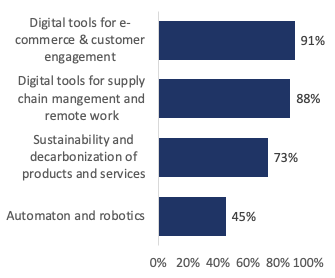 Digital tools for e-
commerce & customer
engagement
91%
Digital tools for supply
chain mangement and
remote work
88%
Sustainability and
decarbonization of
products and services
73%
Automaton and robotics
45%
0% 20% 40% 60% 80% 100%